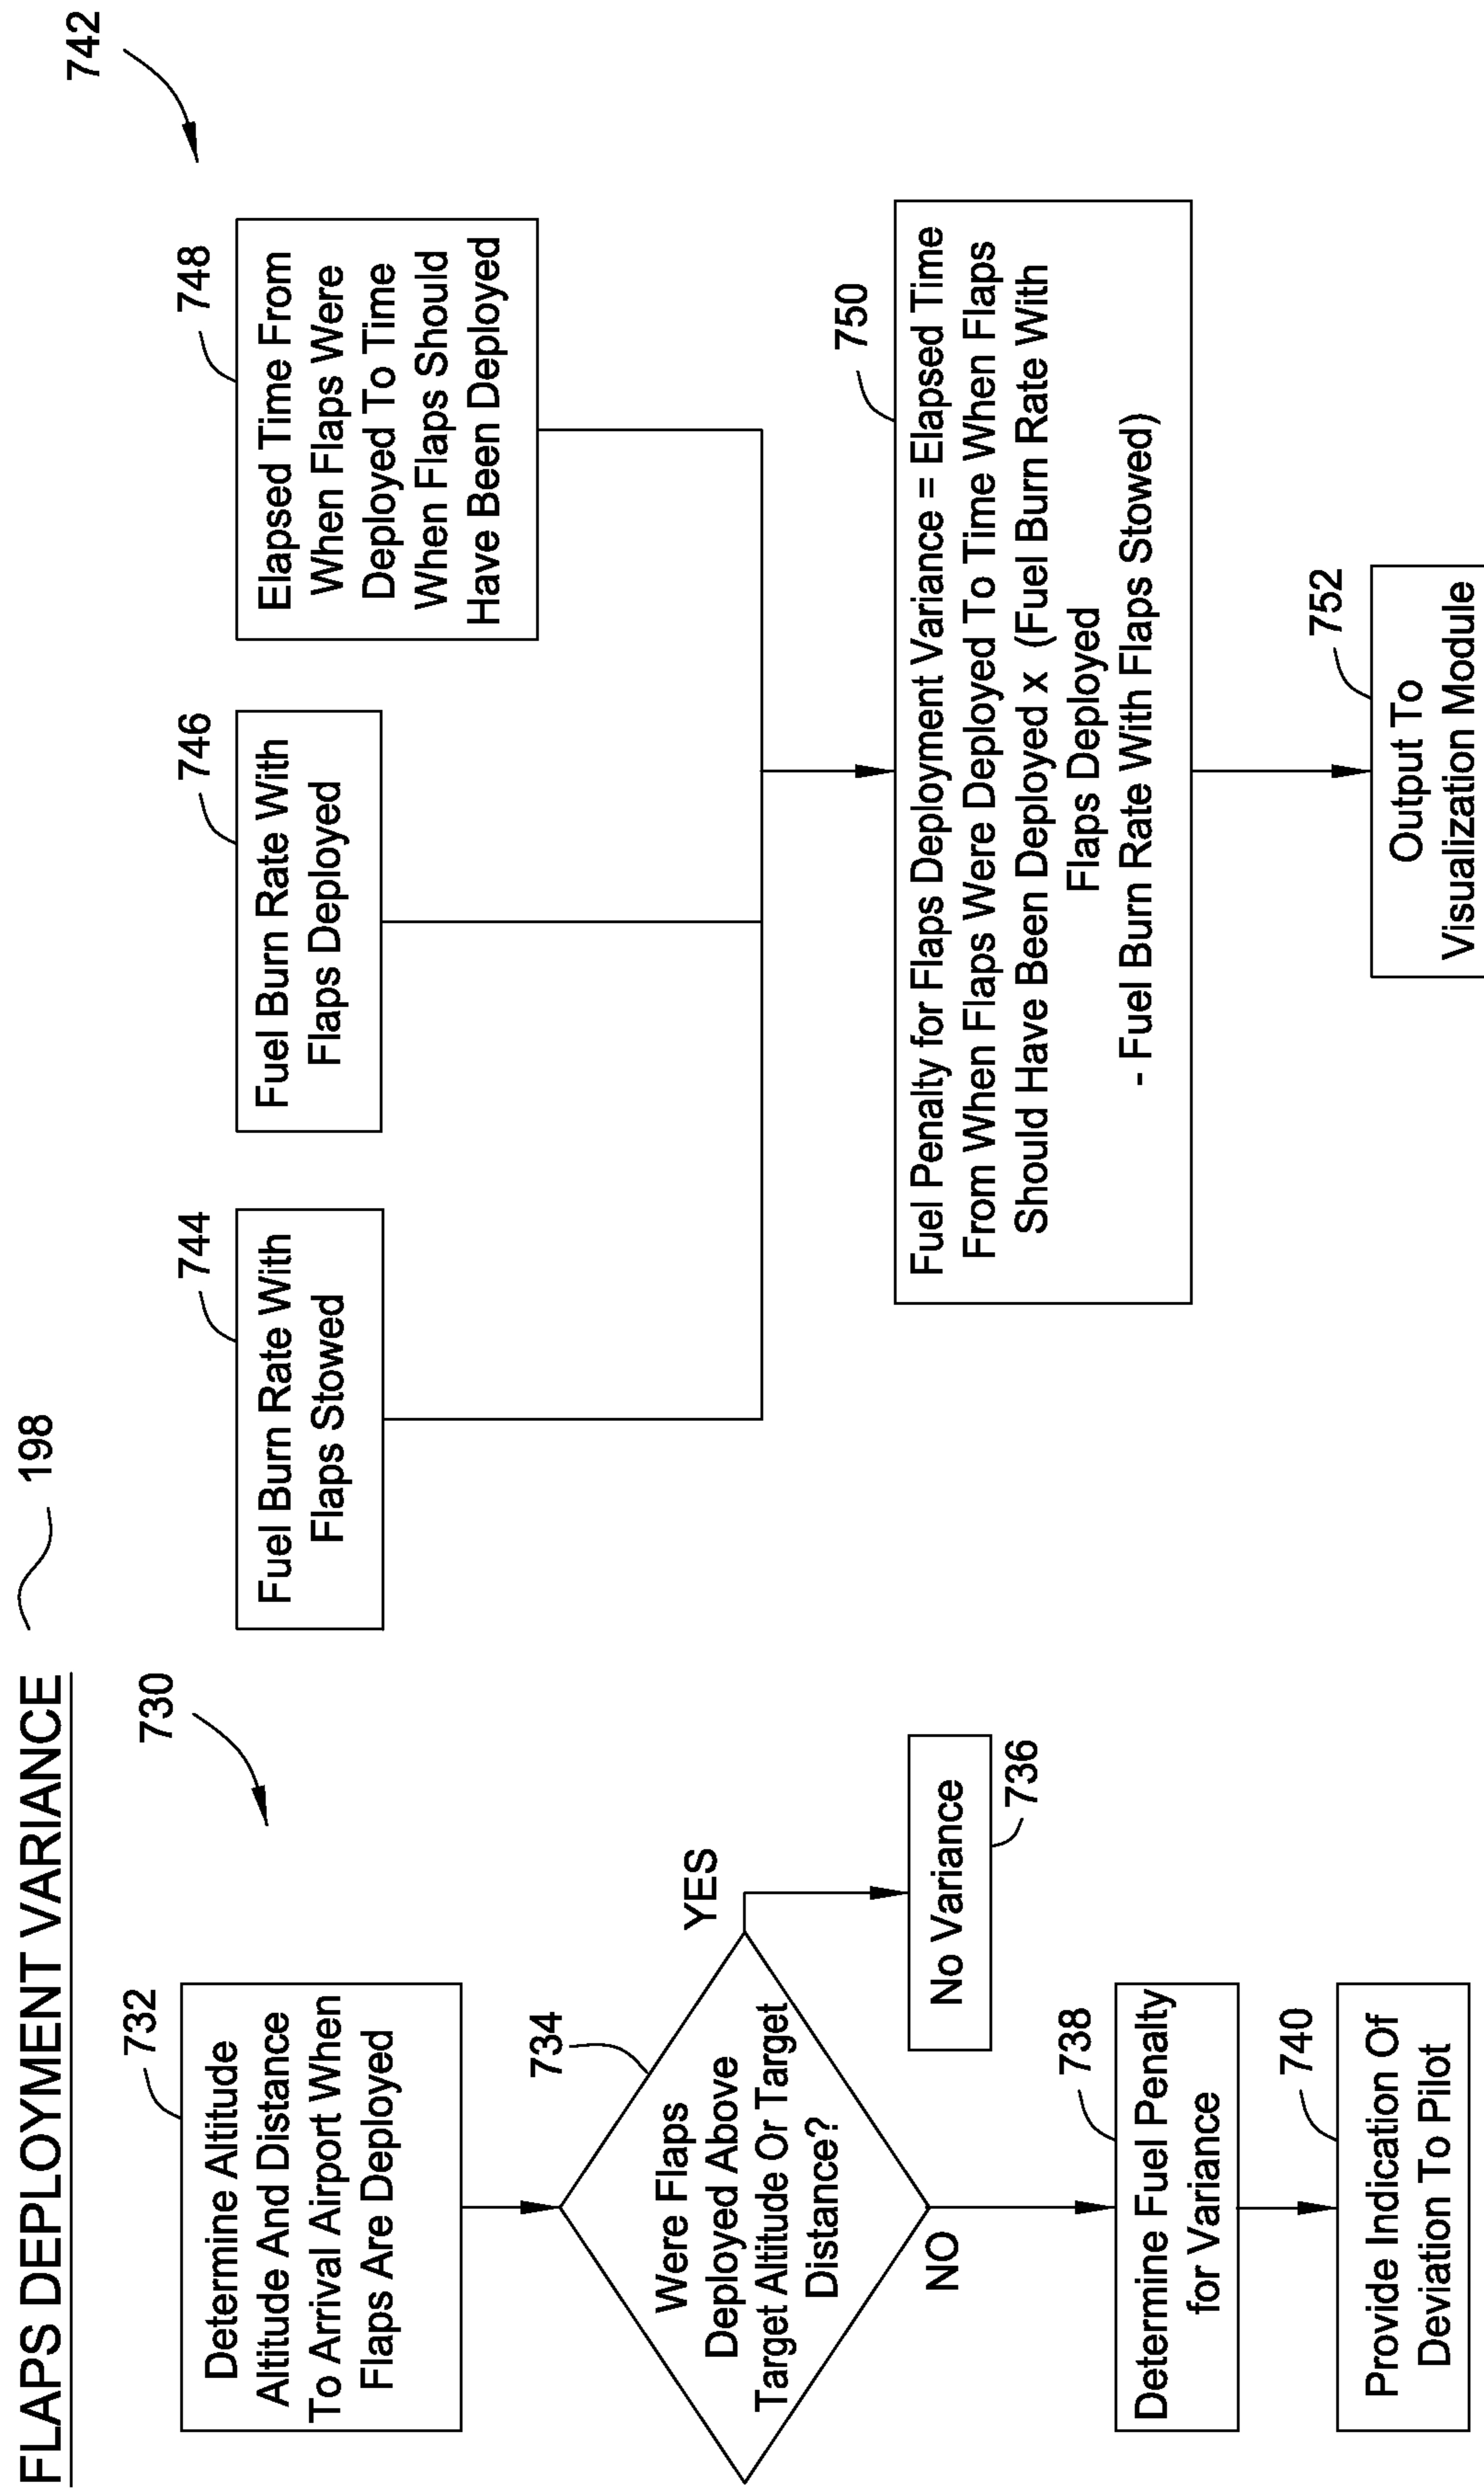 FLAPS DEPLOYMENT VARIANCE
198
730
732
Determine Altitude
Altitude And Distance
To Arrival Airport When
Flaps Are Deployed
734
Were Flaps
Deployed Above
Target Altitude Or Target
Distance?
YES
No Variance
736
NO
738
Determine Fuel Penalty
for Variance
740
Provide Indication Of
Deviation To Pilot
742
744
Fuel Burn Rate With
Flaps Stowed
746
Fuel Burn Rate With
Flaps Deployed
748
Elapsed Time From
When Flaps Were
Deployed To Time
When Flaps Should
Have Been Deployed
750
Fuel Penalty for Flaps Deployment Variance = Elapsed Time
From When Flaps Were Deployed To Time When Flaps
Should Have Been Deployed x (Fuel Burn Rate With
Flaps Deployed
- Fuel Burn Rate With Flaps Stowed)
752
Output To
Visualization Module